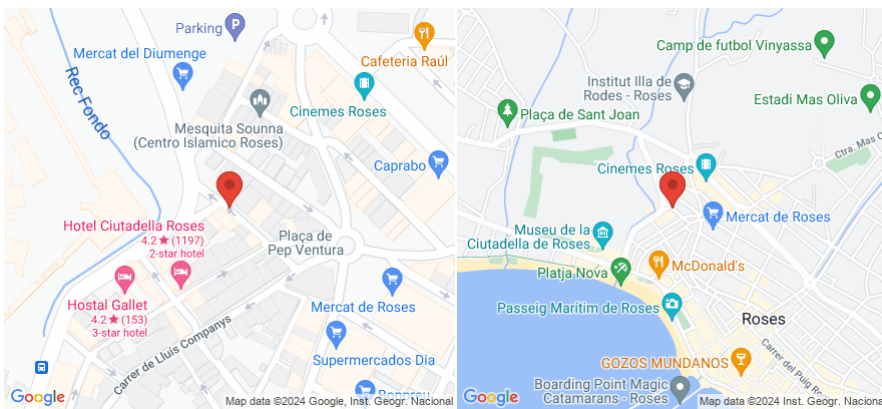 Parking
Mercat del Diumenge
Cafeteria Raúl
Rec Fondo
Cinemes Roses
Mesquita Sounna
(Centro Islamico Roses)
Caprabo
Hotel Ciutadella Roses
4.2★(1197)
2-star hotel
Plaça de
Pep Ventura
Hostal Gallet
4.2★(153)
3-star hotel
Mercat de Roses
Carrer de Lluís Companys
Supermercados Dia
Bonpreu
Google
Map data ©2024 Google, Inst. Geogr. Nacional
Camp de futbol Vinyassa
Institut Illa de
Rodes - Roses
Estadi Mas Oliva
Plaça de Sant Joan
Ctra. Mas
Cinemes Roses
Mercat de Roses
Museu de la
Ciutadella de Roses
Platja Nova
McDonald's
Passeig Marítim de Roses
Roses
GOZOS MUNDANOS
Carrer del Puig
Boarding Point Magic
Catamarans - Roses
Google
Map data ©2024 Google, Inst. Geogr. Nacional